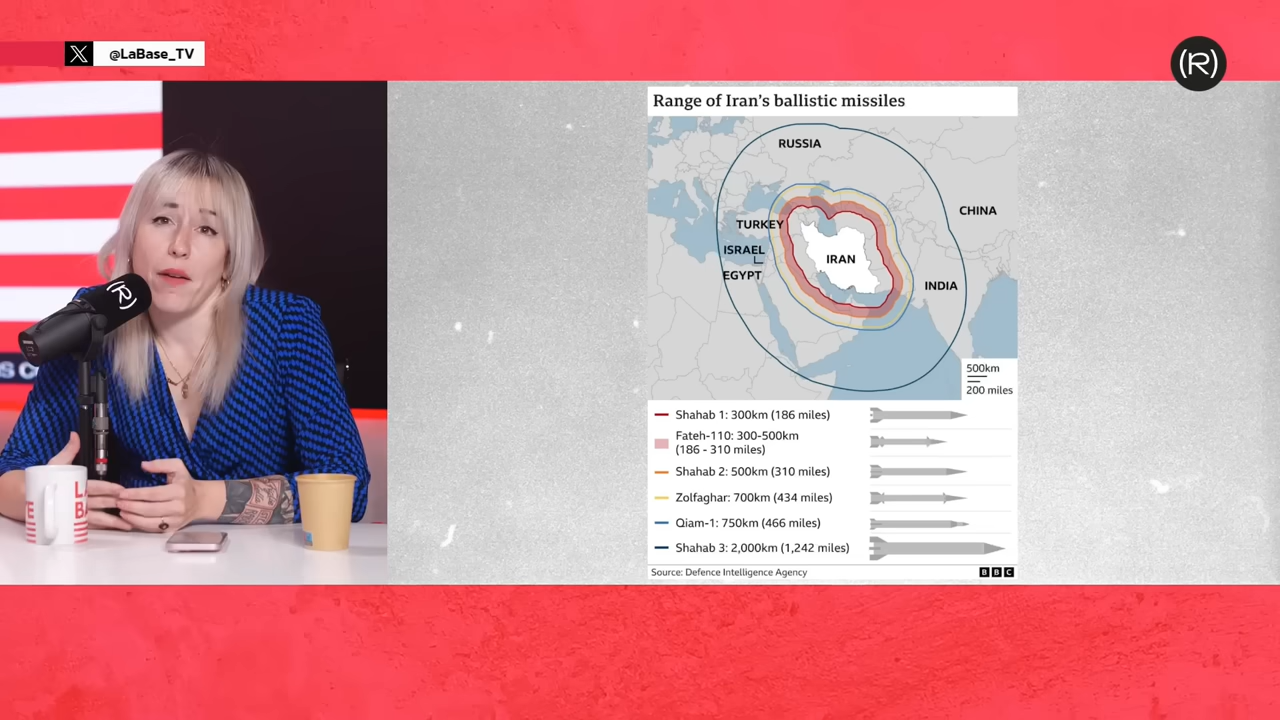 X @LaBase_TV
(R)
Range of Iran's ballistic missiles
RUSSIA
CHINA
TURKEY
ISRAEL
IRAN
EGYPT
INDIA
500km
200 miles
Shahab 1: 300km (186 miles)
Fateh-110: 300-500km
(186 - 310 miles)
Shahab 2: 500km (310 miles)
Zolfaghar: 700km (434 miles)
Qiam-1: 750km (466 miles)
Shahab 3: 2,000km (1,242 miles)
Source: Defence Intelligence Agency
BBC
(R)
S C
LA
BA
E